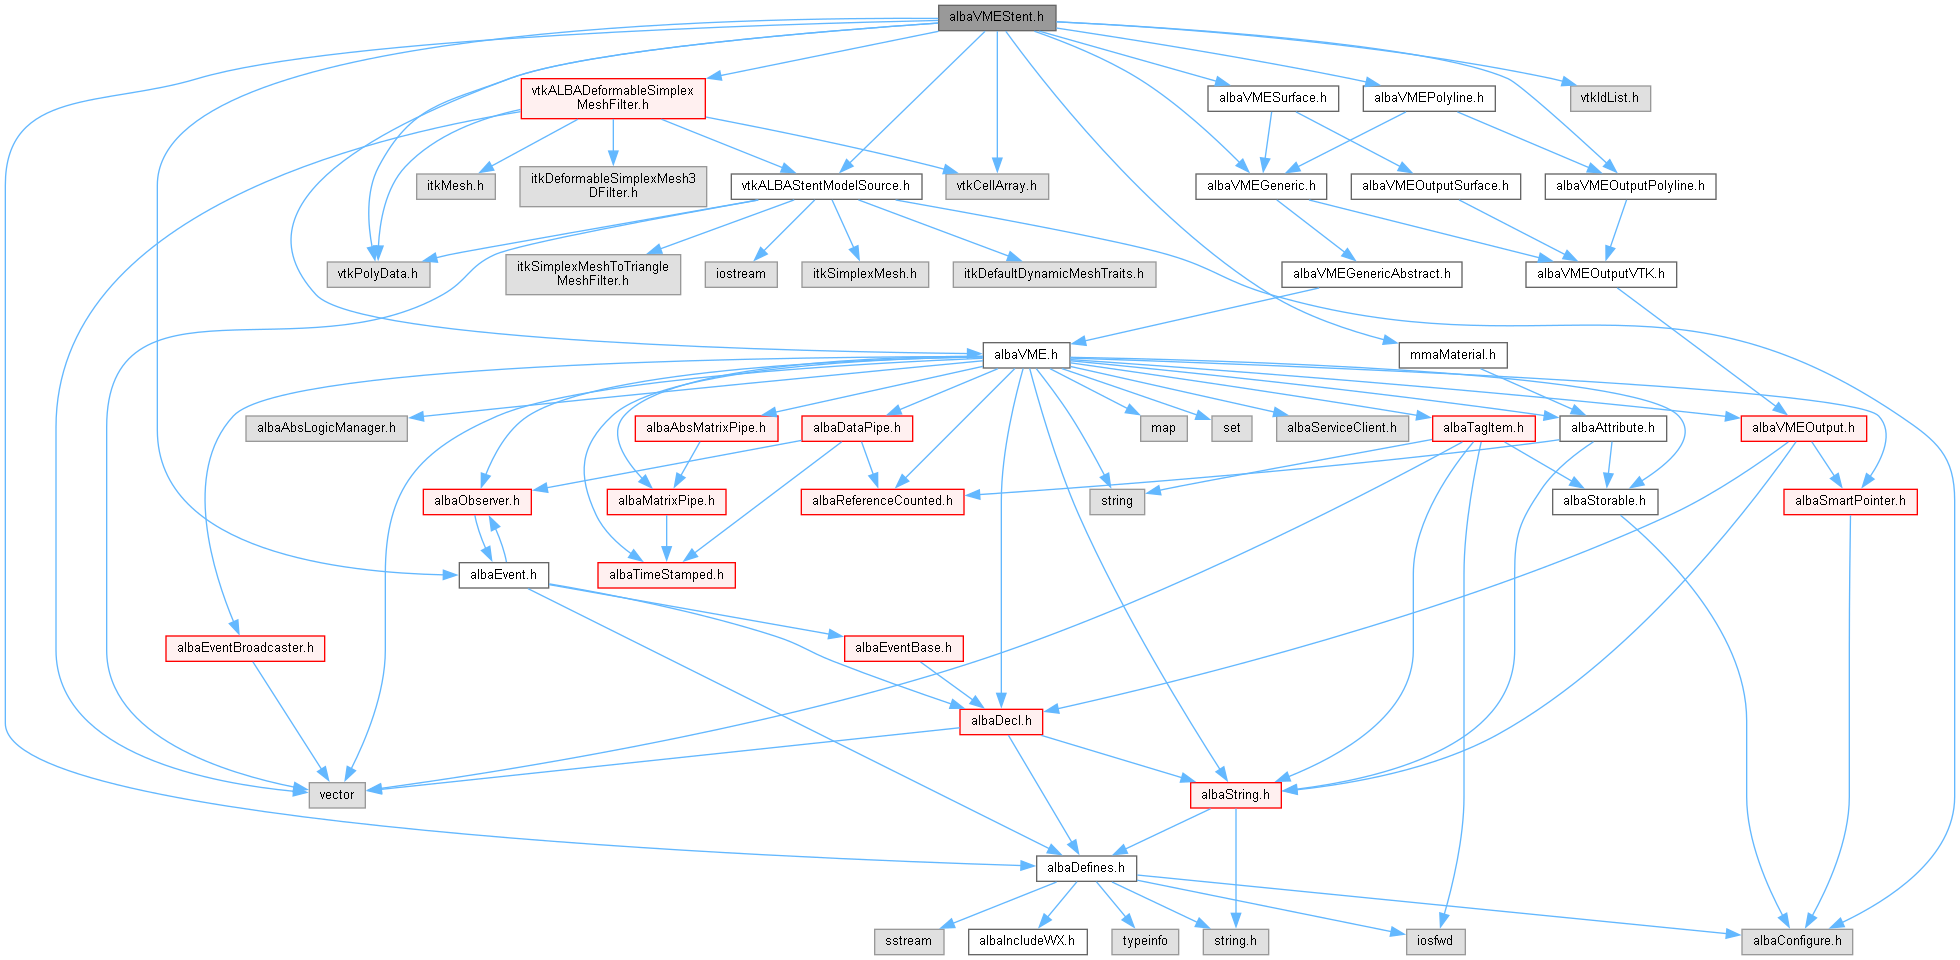 albaVMEStent.h
vtkALBADeformableSimplex
MeshFilter.h
albaVMESurface.h
albaVMEPolyline.h
vtkIdList.h
itkMesh.h
itkDeformableSimplexMesh3
DFilter.h
vtkALBAStentModelSource.h
vtkCellArray.h
albaVMEGeneric.h
albaVMEOutputSurface.h
albaVMEOutputPolyline.h
vtkPolyData.h
itkSimplexMeshToTriangle
MeshFilter.h
iostream
itkSimplexMesh.h
itkDefaultDynamicMeshTraits.h
albaVMEGenericAbstract.h
albaVMEOutputVTK.h
albaVME.h
mmaMaterial.h
albaAbsLogicManager.h
albaAbsMatrixPipe.h
albaDataPipe.h
map
set
albaServiceClient.h
albaTagItem.h
albaAttribute.h
albaVMEOutput.h
albaObserver.h
albaMatrixPipe.h
albaReferenceCounted.h
string
albaStorable.h
albaSmartPointer.h
albaEvent.h
albaTimeStamped.h
albaEventBroadcaster.h
albaEventBase.h
albaDecl.h
vector
albaString.h
albaDefines.h
sstream
albaIncludeWX.h
typeinfo
string.h
iosfwd
albaConfigure.h